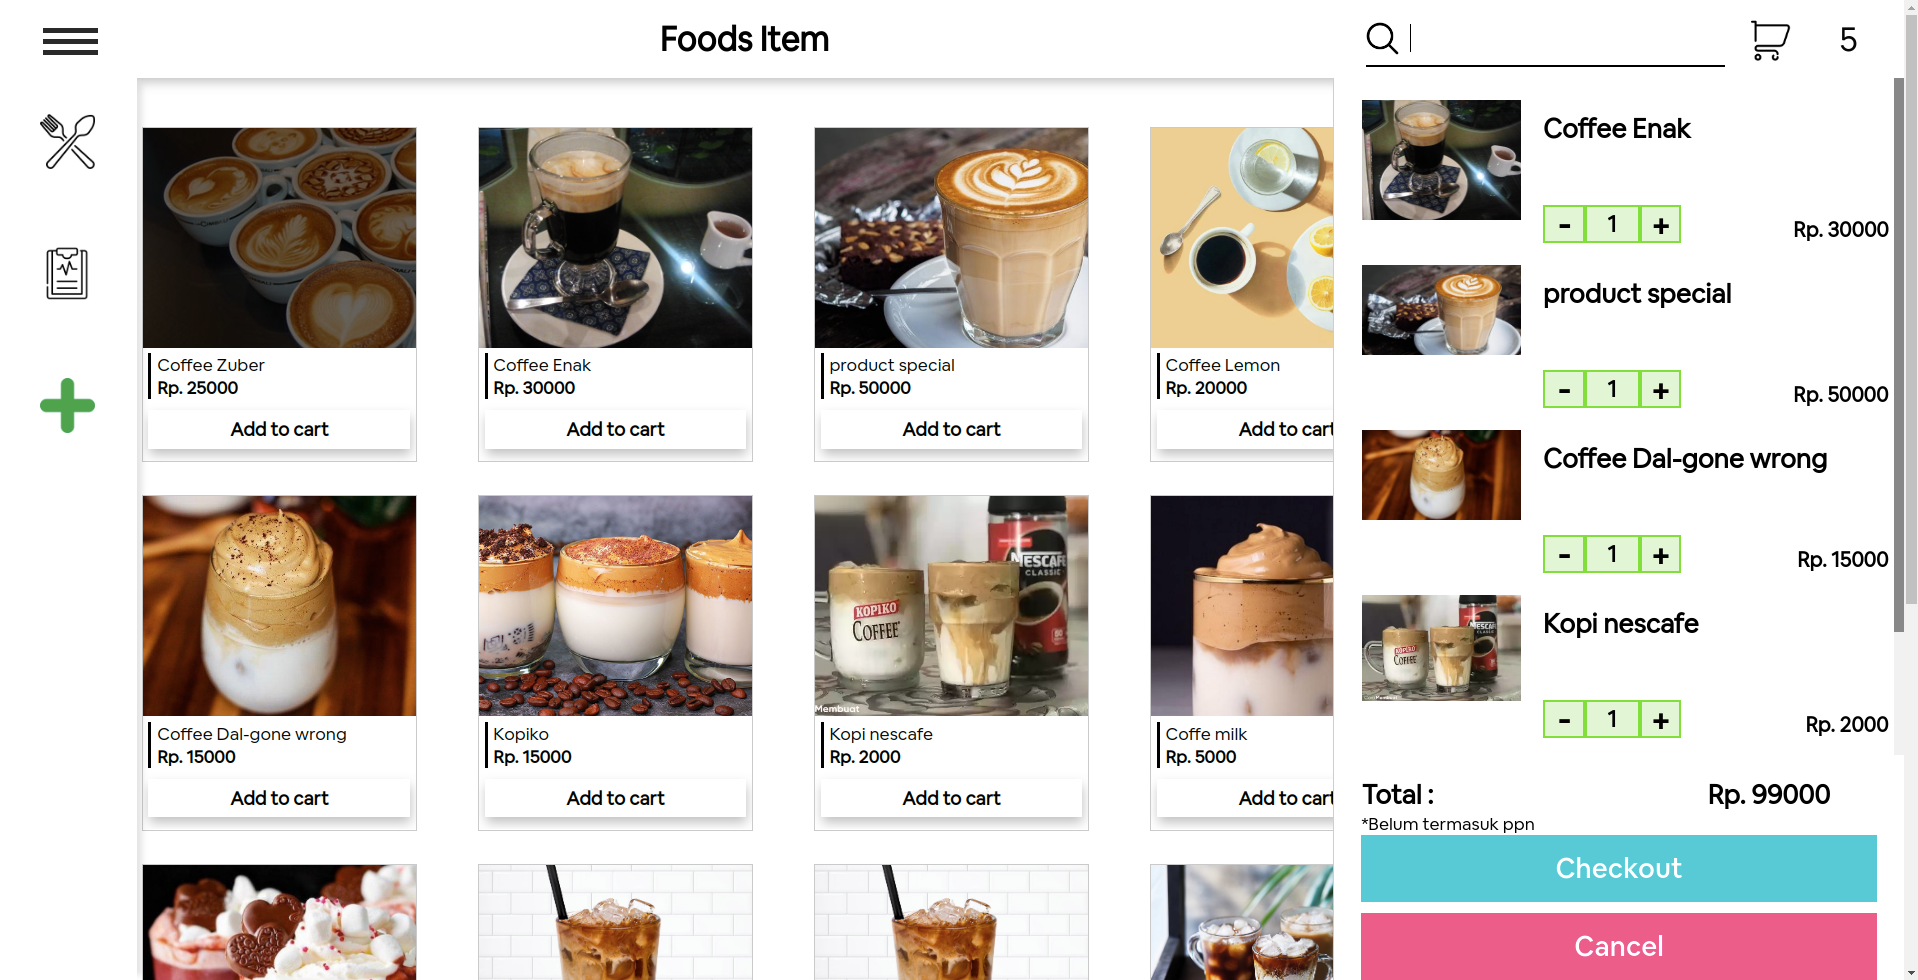 Foods Item
5
Coffee Zuber
Rp. 25000
Add to cart
Coffee Enak
Rp. 30000
Add to cart
product special
Rp. 50000
Add to cart
Coffee Lemon
Rp. 20000
Add to cart
NESCAFE
CLASSIC
KOPIKO
COFFEE
Membuat
Coffee Dal-gone wrong
Rp. 15000
Add to cart
Kopiko
Rp. 15000
Add to cart
Kopi nescafe
Rp. 2000
Add to cart
Coffe milk
Rp. 5000
Add to cart
Coffee Enak
- 1 +
Rp. 30000
product special
- 1 +
Rp. 50000
Coffee Dal-gone wrong
- 1 +
Rp. 15000
Kopi nescafe
NESCAFE
KOPIKO
COFFEE
Membuat
- 1 +
Rp. 2000
Total :
Rp. 99000
*Belum termasuk ppn
Checkout
Cancel